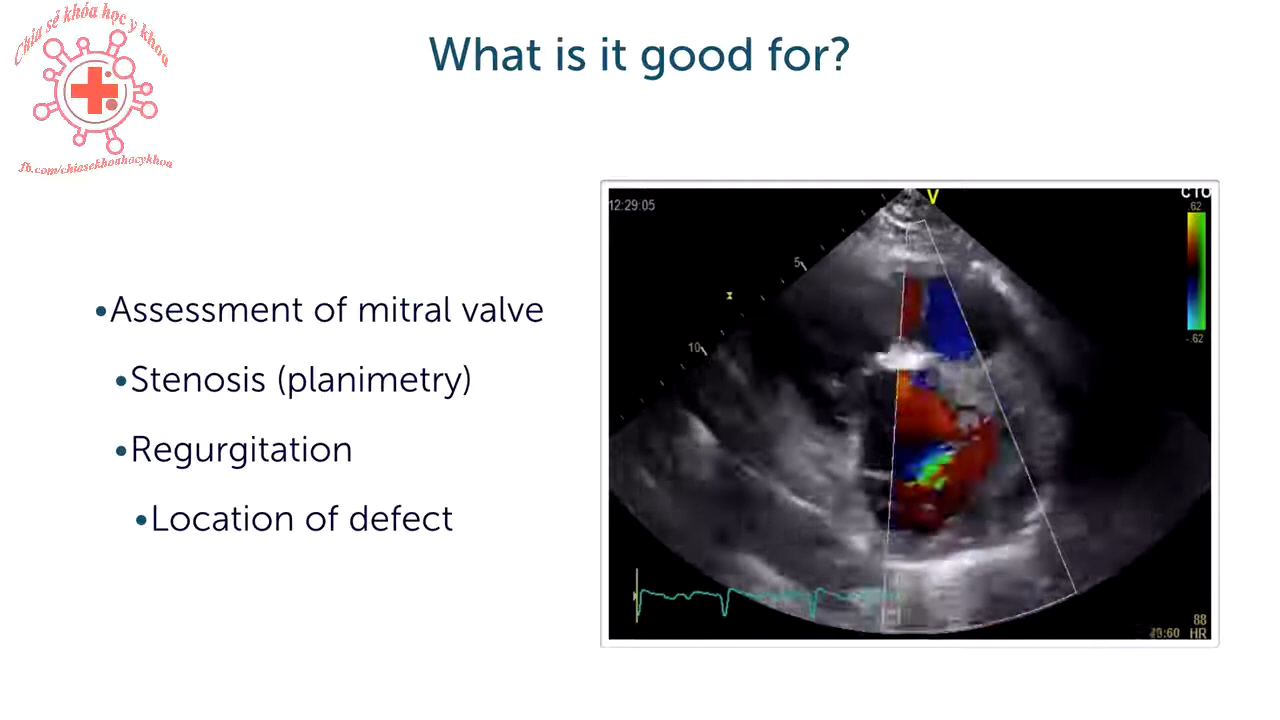 Chia sẻ khóa học y khoa
fb.com/chiasekhoahocykhoa
What is it good for?
•Assessment of mitral valve
•Stenosis (planimetry)
•Regurgitation
•Location of defect
12:29:05
V
.62
-.62
5
10
88
HR